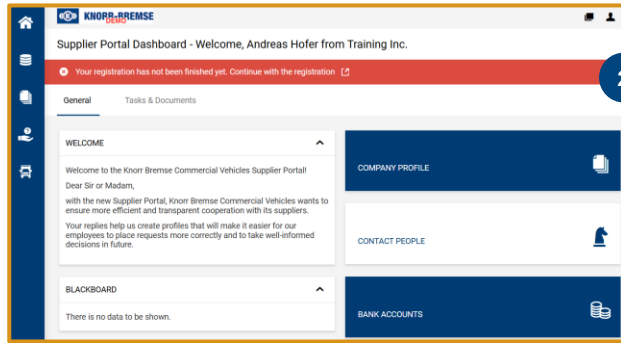 KNORR-BREMSE
DEMO
Supplier Portal Dashboard - Welcome, Andreas Hofer from Training Inc.
Your registration has not been finished yet. Continue with the registration
2
General
Tasks & Documents
WELCOME
Welcome to the Knorr Bremse Commercial Vehicles Supplier Portal!
Dear Sir or Madam,
with the new Supplier Portal, Knorr Bremse Commercial Vehicles wants to
ensure more efficient and transparent cooperation with its suppliers.
Your replies help us create profiles that will make it easier for our
employees to place requests more correctly and to take well-informed
decisions in future.
BLACKBOARD
There is no data to be shown.
COMPANY PROFILE
CONTACT PEOPLE
BANK ACCOUNTS